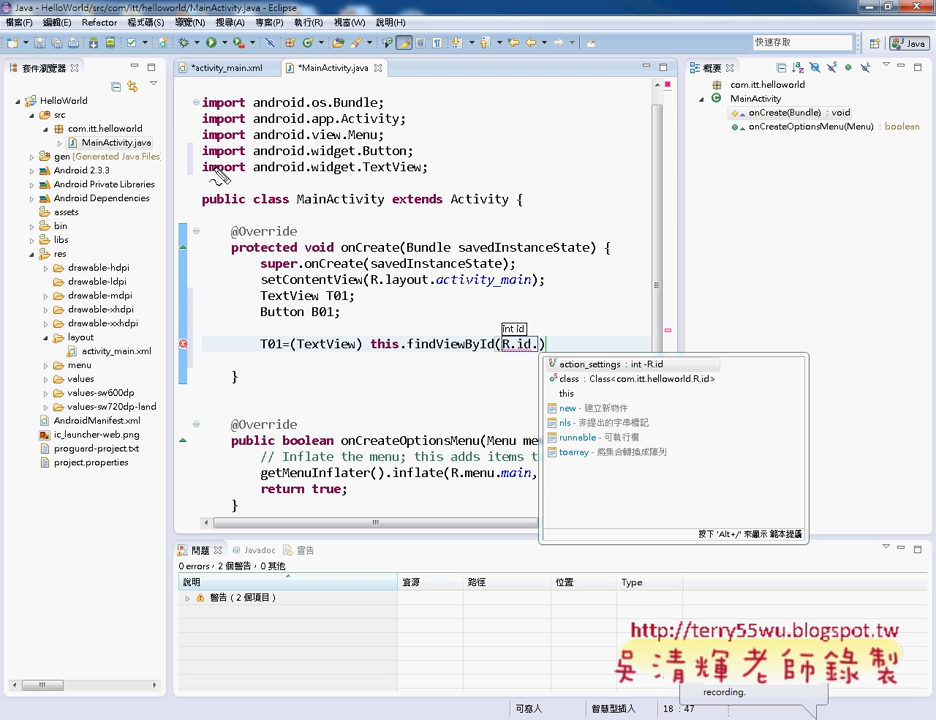 Java - HelloWorld/src/com/itt/helloworld/MainActivity.java - Eclipse
檔案(F) 編輯(E) Refactor 程式碼(S) 導覽(N) 搜尋(A) 專案(P) 執行(R) 視窗(W) 說明(H)
快速存取
Java
套件瀏覽器
HelloWorld
src
com.itt.helloworld
MainActivity.java
gen [Generated Java Files]
Android 2.3.3
Android Private Libraries
Android Dependencies
assets
bin
libs
res
drawable-hdpi
drawable-ldpi
drawable-mdpi
drawable-xhdpi
drawable-xxhdpi
layout
activity_main.xml
menu
values
values-sw600dp
values-sw720dp-land
AndroidManifest.xml
ic_launcher-web.png
proguard-project.txt
project.properties
*activity_main.xml
*MainActivity.java
import android.os.Bundle;
import android.app.Activity;
import android.view.Menu;
import android.widget.Button;
import android.widget.TextView;
public class MainActivity extends Activity {
@Override
protected void onCreate(Bundle savedInstanceState) {
super.onCreate(savedInstanceState);
setContentView(R.layout.activity_main);
TextView T01;
Button B01;
int id
T01=(TextView) this.findViewById(R.id.)
}
@Override
public boolean onCreateOptionsMenu(Menu me
// Inflate the menu; this adds items t
getMenuInflater().inflate(R.menu.main,
return true;
}
action_settings : int -R.id
class : Class<com.itt.helloworld.R.id>
this
new - 建立新物件
nls - 非提出的字串標記
runnable - 可執行檔
toarray - 將集合轉換成陣列
按下 'Alt+/' 來顯示 範本提議
概要
com.itt.helloworld
MainActivity
onCreate(Bundle) : void
onCreateOptionsMenu(Menu) : boolean
問題
@ Javadoc
宣告
0 errors，2 個警告，0 其他
說明 資源 路徑 位置 Type
警告（2 個項目）
http://terry55wu.blogspot.tw
吳清輝老師錄製
recording.
可寫入
智慧型插入
18 : 47